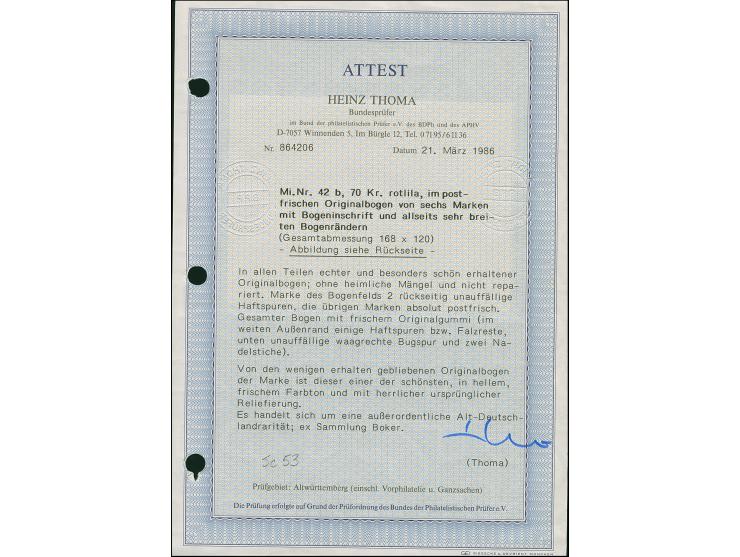 ATTEST
HEINZ THOMA
Bundesprüfer
im Bund der philatelistischen Prüfer e.V. des BDPh und des APHV
D-7057 Winnenden 5, Im Bürgle 12, Tel. 07195/61136
Nr. 864206 Datum 21. März 1986
Mi.Nr. 42 b, 70 Kr. rotlila, im post-
frischen Originalbogen von sechs Marken
mit Bogeninschrift und allseits sehr brei-
ten Bogenrändern
(Gesamtabmessung 168 x 120)
- Abbildung siehe Rückseite -
In allen Teilen echter und besonders schön erhaltener
Originalbogen; ohne heimliche Mängel und nicht repa-
riert. Marke des Bogenfelds 2 rückseitig unauffällige
Haftspuren, die übrigen Marken absolut postfrisch.
Gesamter Bogen mit frischem Originalgummi (im
weiten Außenrand einige Haftspuren bzw. Falzreste,
unten unauffällige waagrechte Bugspur und zwei Na-
delstiche).
Von den wenigen erhalten gebliebenen Originalbogen
der Marke ist dieser einer der schönsten, in hellem,
frischem Farbton und mit herrlicher ursprünglicher
Reliefierung.
Es handelt sich um eine außerordentliche Alt-Deutsch-
landrarität; ex Sammlung Boker.
Sc 53
(Thoma)
Prüfgebiet: Altwürttemberg (einschl. Vorphilatelie u. Ganzsachen)
Die Prüfung erfolgte auf Grund der Prüfordnung des Bundes der Philatelistischen Prüfer e.V.
GIESECKE & DEVRIENT MÜNCHEN